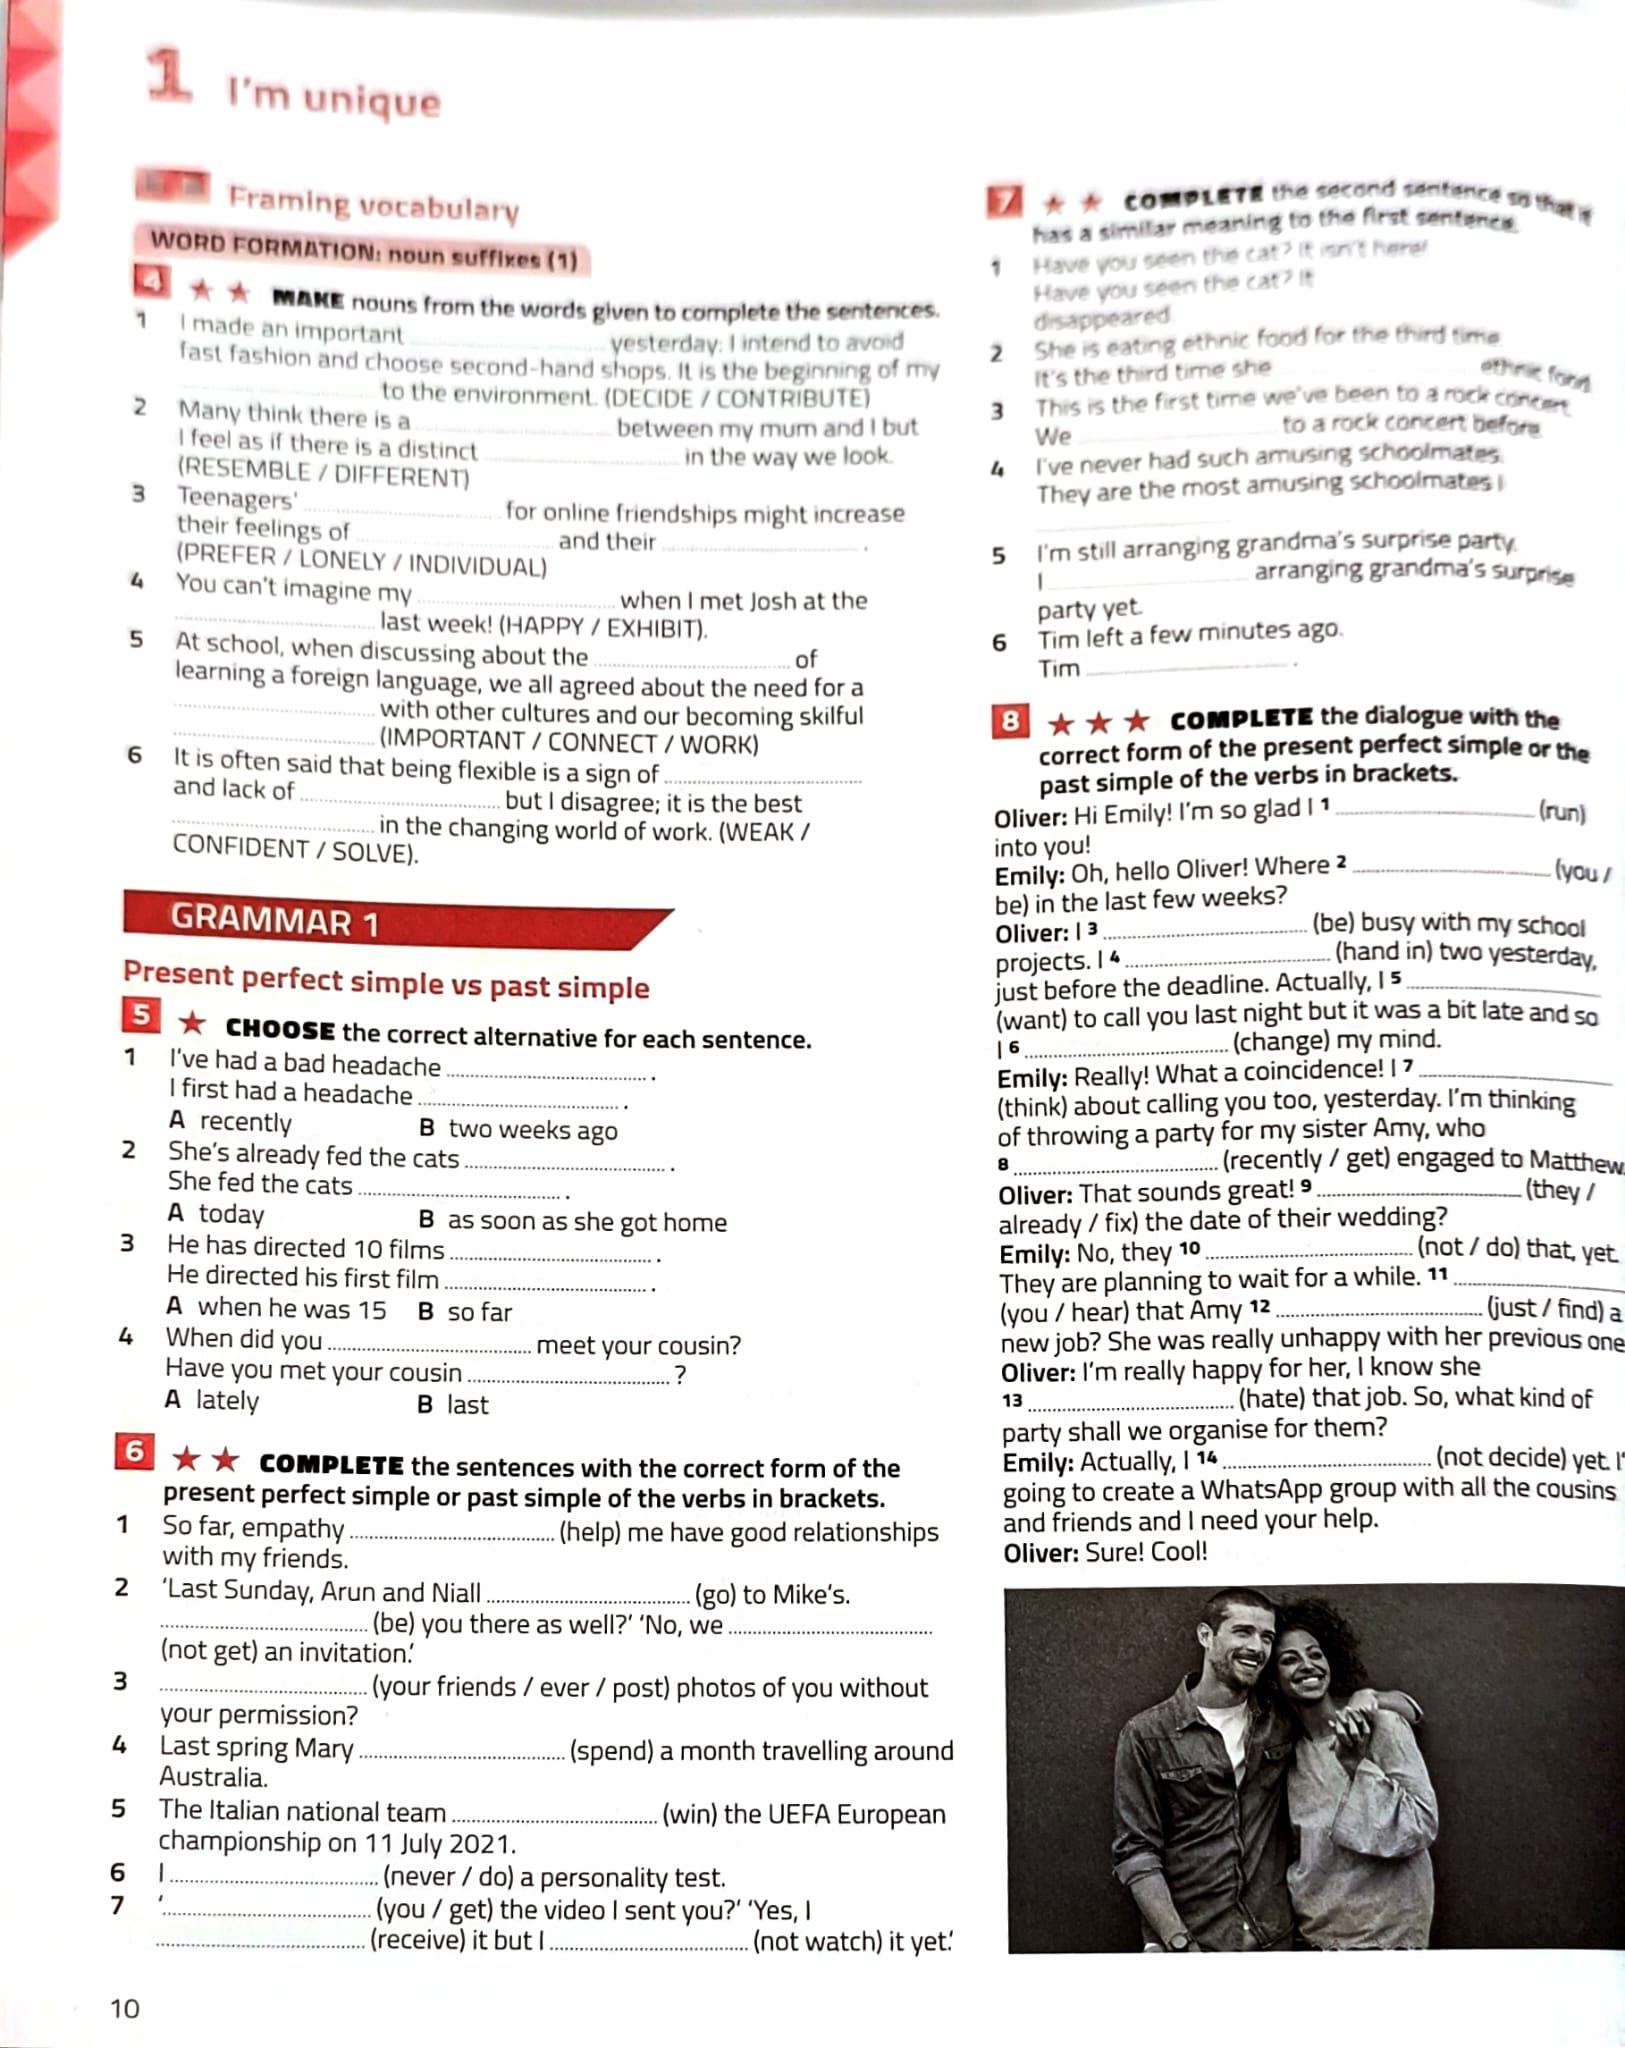 1 I'm unique
Framing vocabulary
WORD FORMATION: noun suffixes (1)
4 ★ ★ MAKE nouns from the words given to complete the sentences.
1 I made an important ........ yesterday: I intend to avoid
fast fashion and choose second-hand shops. It is the beginning of my
........ to the environment. (DECIDE / CONTRIBUTE)
2 Many think there is a ........ between my mum and I but
I feel as if there is a distinct ........ in the way we look.
(RESEMBLE / DIFFERENT)
3 Teenagers' ........ for online friendships might increase
their feelings of ........ and their ........ .
(PREFER / LONELY / INDIVIDUAL)
4 You can't imagine my ........ when I met Josh at the
........ last week! (HAPPY / EXHIBIT).
5 At school, when discussing about the ........ of
learning a foreign language, we all agreed about the need for a
........ with other cultures and our becoming skilful
........ (IMPORTANT / CONNECT / WORK)
6 It is often said that being flexible is a sign of ........
and lack of ........ but I disagree; it is the best
........ in the changing world of work. (WEAK /
CONFIDENT / SOLVE).
GRAMMAR 1
Present perfect simple vs past simple
5 ★ CHOOSE the correct alternative for each sentence.
1 I've had a bad headache ........ .
I first had a headache ........ .
A recently B two weeks ago
2 She's already fed the cats ........ .
She fed the cats ........ .
A today B as soon as she got home
3 He has directed 10 films ........ .
He directed his first film ........ .
A when he was 15 B so far
4 When did you ........ meet your cousin?
Have you met your cousin ........ ?
A lately B last
6 ★ ★ COMPLETE the sentences with the correct form of the
present perfect simple or past simple of the verbs in brackets.
1 So far, empathy ........ (help) me have good relationships
with my friends.
2 'Last Sunday, Arun and Niall ........ (go) to Mike's.
........ (be) you there as well?' 'No, we ........
(not get) an invitation.'
3 ........ (your friends / ever / post) photos of you without
your permission?
4 Last spring Mary ........ (spend) a month travelling around
Australia.
5 The Italian national team ........ (win) the UEFA European
championship on 11 July 2021.
6 I ........ (never / do) a personality test.
7 '........ (you / get) the video I sent you?' 'Yes, I
........ (receive) it but I ........ (not watch) it yet.'
10
7 ★ ★ COMPLETE the second sentence so that it
has a similar meaning to the first sentence.
1 Have you seen the cat? It isn't here!
Have you seen the cat? It
disappeared.
2 She is eating ethnic food for the third time.
It's the third time she ........ ethnic food.
3 This is the first time we've been to a rock concert.
We ........ to a rock concert before.
4 I've never had such amusing schoolmates.
They are the most amusing schoolmates I
........
5 I'm still arranging grandma's surprise party.
I ........ arranging grandma's surprise
party yet.
6 Tim left a few minutes ago.
Tim ........ .
8 ★ ★ ★ COMPLETE the dialogue with the
correct form of the present perfect simple or the
past simple of the verbs in brackets.
Oliver: Hi Emily! I'm so glad I 1 ........ (run)
into you!
Emily: Oh, hello Oliver! Where 2 ........ (you /
be) in the last few weeks?
Oliver: I 3 ........ (be) busy with my school
projects. I 4 ........ (hand in) two yesterday,
just before the deadline. Actually, I 5 ........
(want) to call you last night but it was a bit late and so
I 6 ........ (change) my mind.
Emily: Really! What a coincidence! I 7 ........
(think) about calling you too, yesterday. I'm thinking
of throwing a party for my sister Amy, who
8 ........ (recently / get) engaged to Matthew.
Oliver: That sounds great! 9 ........ (they /
already / fix) the date of their wedding?
Emily: No, they 10 ........ (not / do) that, yet.
They are planning to wait for a while. 11 ........
(you / hear) that Amy 12 ........ (just / find) a
new job? She was really unhappy with her previous one
Oliver: I'm really happy for her, I know she
13 ........ (hate) that job. So, what kind of
party shall we organise for them?
Emily: Actually, I 14 ........ (not decide) yet. I'
going to create a WhatsApp group with all the cousins
and friends and I need your help.
Oliver: Sure! Cool!